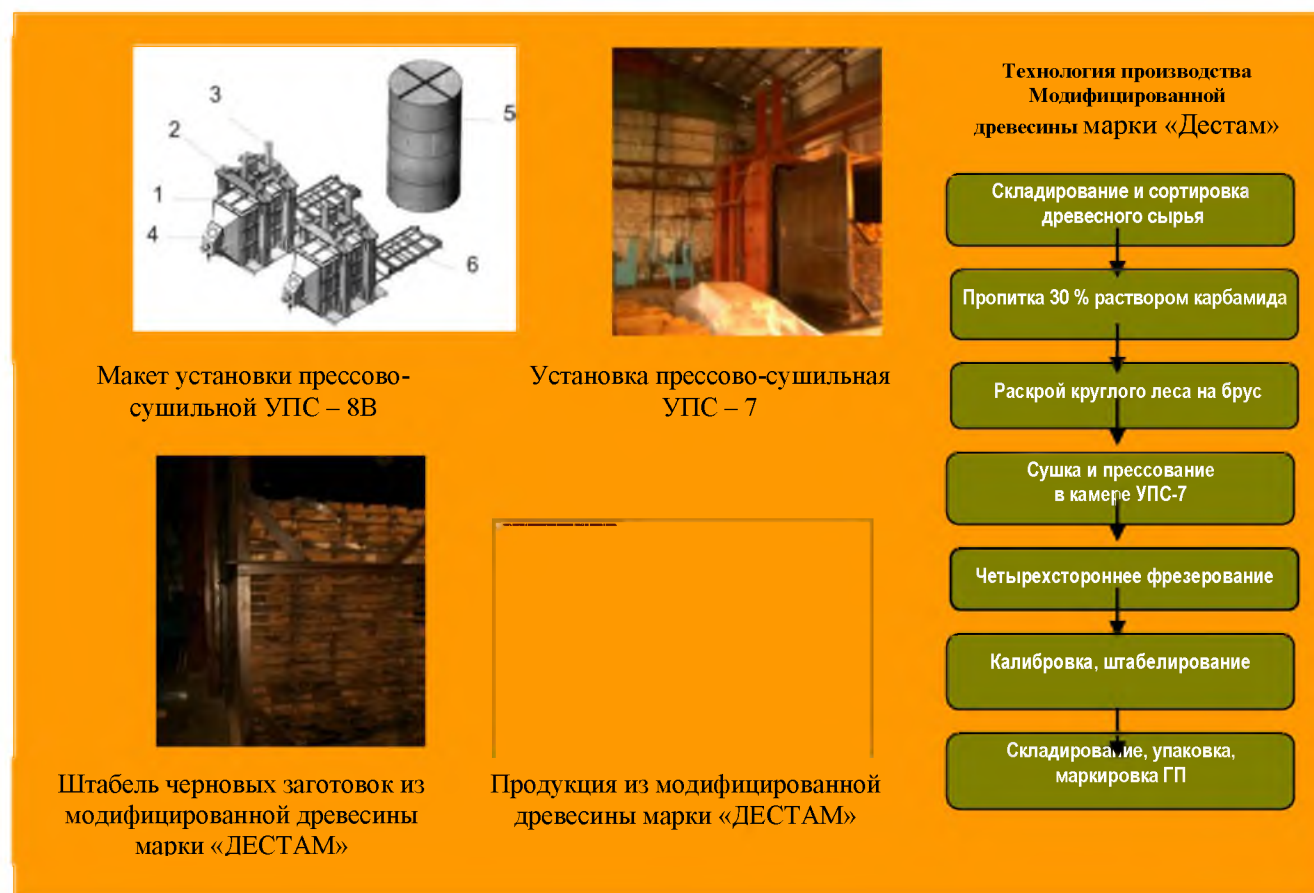 3
2
5
1
4
6
Макет установки прессово-
сушильной УПС – 8В
Установка прессово-сушильная
УПС – 7
Штабель черновых заготовок из
модифицированной древесины
марки «ДЕСТАМ»
Продукция из модифицированной
древесины марки «ДЕСТАМ»
Технология производства
Модифицированной
древесины марки «Дестам»
Складирование и сортировка
древесного сырья
Пропитка 30 % раствором карбамида
Раскрой круглого леса на брус
Сушка и прессование
в камере УПС-7
Четырехстороннее фрезерование
Калибровка, штабелирование
Складирование, упаковка,
маркировка ГП